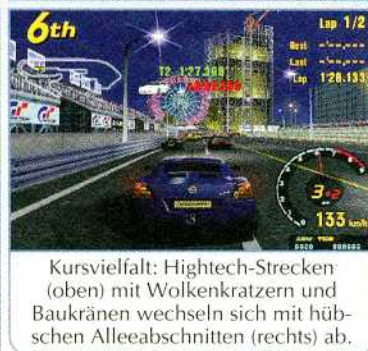 6th
Lap 1/2
Best
Last
T2. 1'27.368
Lap 1'28.133
3
133 km/h
Kursvielfalt: Hightech-Strecken
(oben) mit Wolkenkratzern und
Baukränen wechseln sich mit hüb-
schen Alleeabschnitten (rechts) ab.